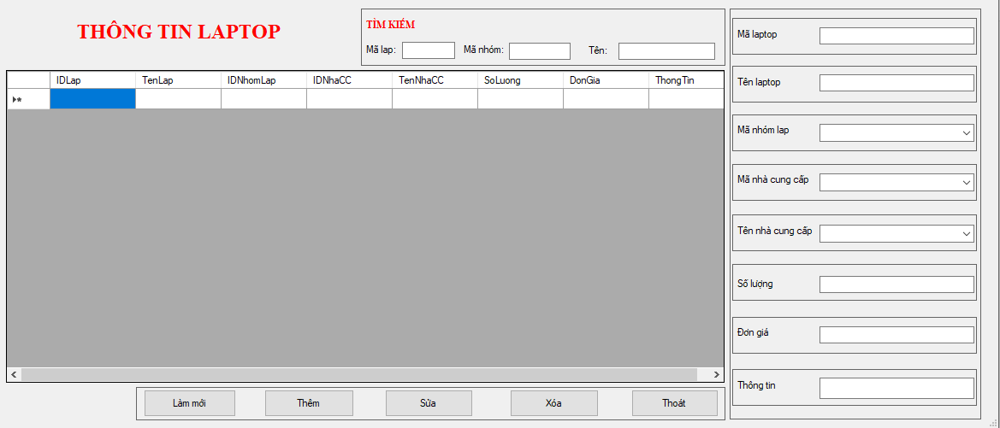 THÔNG TIN LAPTOP
TÌM KIẾM
Mã lap:
Mã nhóm:
Tên:
IDLap TenLap IDNhomLap IDNhaCC TenNhaCC SoLuong DonGia ThongTin
Mã laptop
Tên laptop
Mã nhóm lap
Mã nhà cung cấp
Tên nhà cung cấp
Số lượng
Đơn giá
Thông tin
Làm mới
Thêm
Sửa
Xóa
Thoát